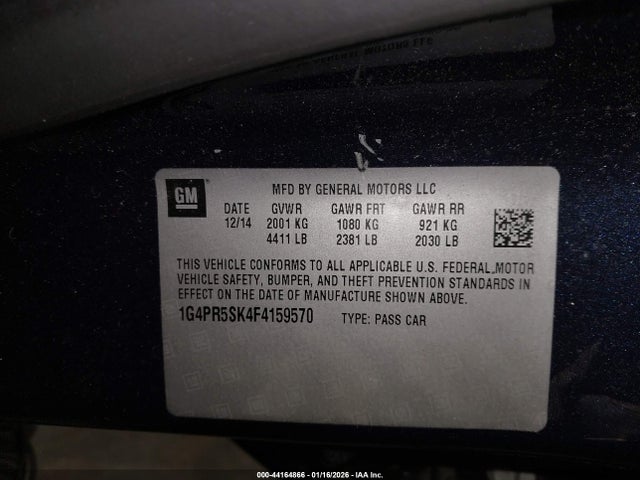 GM
MFD BY GENERAL MOTORS LLC
DATE GVWR GAWR FRT GAWR RR
12/14 2001 KG 1080 KG 921 KG
4411 LB 2381 LB 2030 LB
THIS VEHICLE CONFORMS TO ALL APPLICABLE U.S. FEDERAL MOTOR
VEHICLE SAFETY, BUMPER, AND THEFT PREVENTION STANDARDS IN
EFFECT ON THE DATE OF MANUFACTURE SHOWN ABOVE.
1G4PR5SK4F4159570 TYPE: PASS CAR
000-44164866 - 01/16/2026 - IAA Inc.